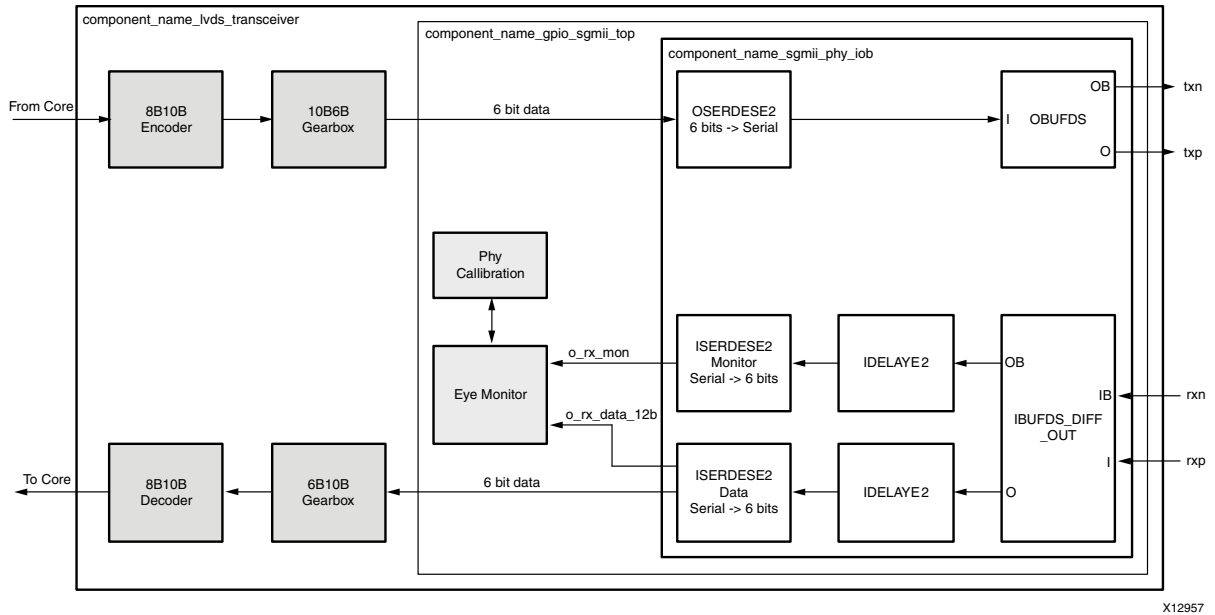 component_name_lvds_transceiver
component_name_gpio_sgmii_top
component_name_sgmii_phy_iob
From Core
8B10B
Encoder
10B6B
Gearbox
6 bit data
OSERDESE2
6 bits -> Serial
I
OBUFDS
OB
O
txn
txp
Phy
Callibration
Eye Monitor
o_rx_mon
o_rx_data_12b
ISERDESE2
Monitor
Serial -> 6 bits
IDELAYE2
OB
IB
IBUFDS_DIFF
_OUT
I
O
rxn
rxp
To Core
8B10B
Decoder
6B10B
Gearbox
6 bit data
ISERDESE2
Data
Serial -> 6 bits
IDELAYE2
X12957